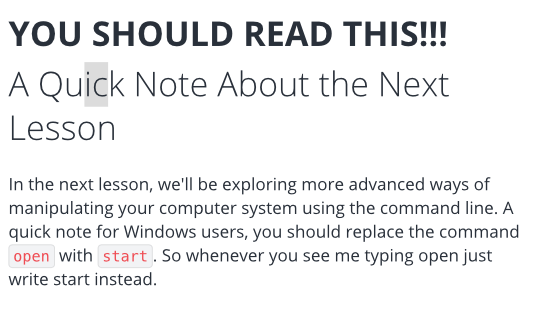 YOU SHOULD READ THIS!!!
A Quick Note About the Next
Lesson
In the next lesson, we'll be exploring more advanced ways of
manipulating your computer system using the command line. A
quick note for Windows users, you should replace the command
open with start. So whenever you see me typing open just
write start instead.